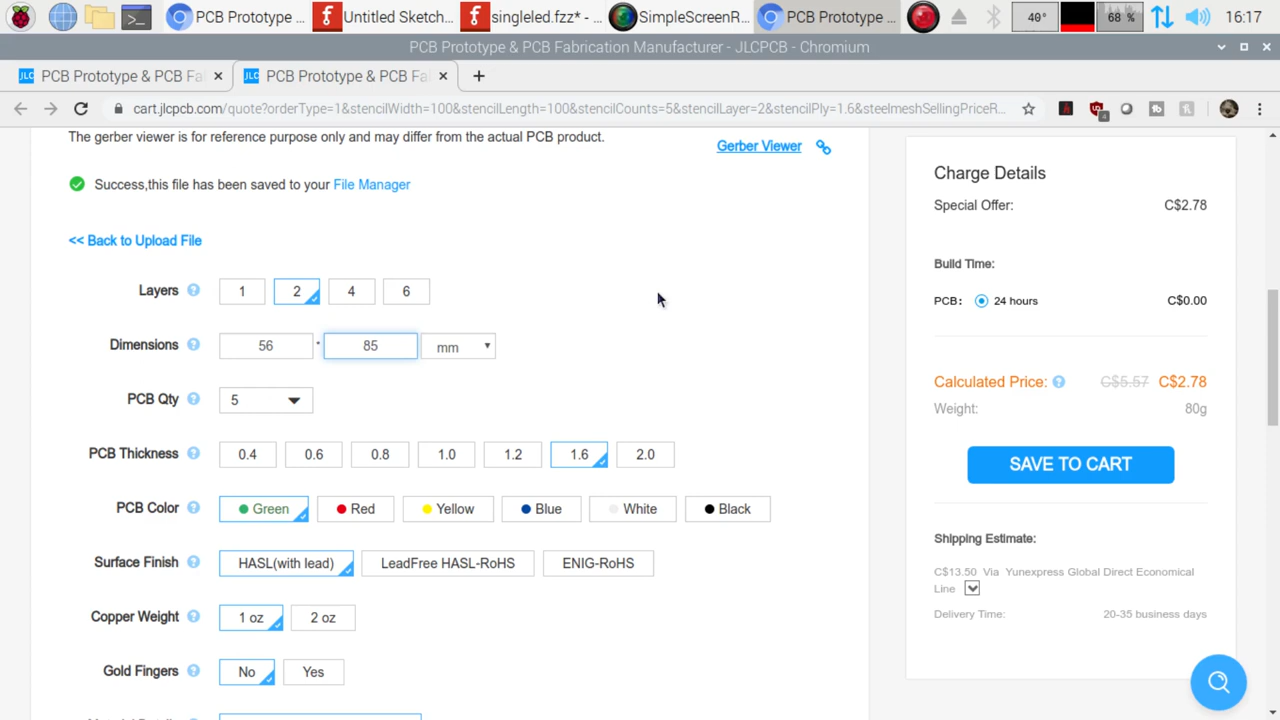 PCB Prototype ...
Untitled Sketch...
singleled.fzz* - ...
SimpleScreenR...
PCB Prototype ...
40°
68 %
16:17
PCB Prototype & PCB Fabrication Manufacturer - JLCPCB - Chromium
JLC PCB Prototype & PCB Fa
JLC PCB Prototype & PCB Fa
cart.jlcpcb.com/quote?orderType=1&stencilWidth=100&stencilLength=100&stencilCounts=5&stencilLayer=2&stencilPly=1.6&steelmeshSellingPriceR...
4
The gerber viewer is for reference purpose only and may differ from the actual PCB product.
Gerber Viewer
Success,this file has been saved to your File Manager
<< Back to Upload File
Layers ? 1 2 4 6
Dimensions ? 56 * 85 mm
PCB Qty ? 5
PCB Thickness ? 0.4 0.6 0.8 1.0 1.2 1.6 2.0
PCB Color ? Green Red Yellow Blue White Black
Surface Finish ? HASL(with lead) LeadFree HASL-RoHS ENIG-RoHS
Copper Weight ? 1 oz 2 oz
Gold Fingers ? No Yes
Charge Details
Special Offer: C$2.78
Build Time:
PCB: 24 hours C$0.00
Calculated Price: ? C$5.57 C$2.78
Weight: 80g
SAVE TO CART
Shipping Estimate:
C$13.50 Via Yunexpress Global Direct Economical
Line
Delivery Time: 20-35 business days